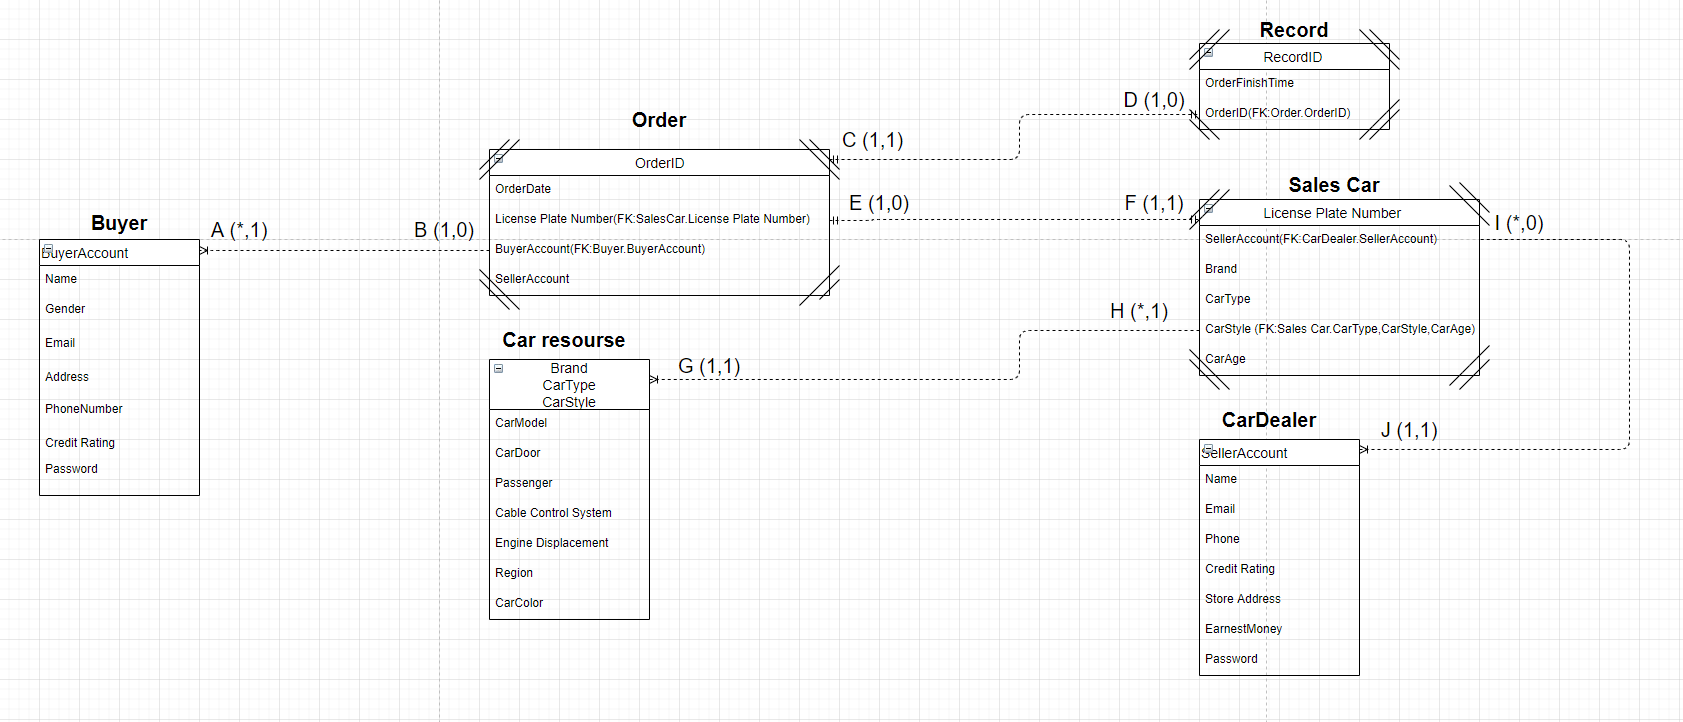 Record
RecordID
OrderFinishTime
OrderID(FK:Order.OrderID)
D (1,0)
Order
C (1,1)
OrderID
OrderDate
License Plate Number(FK:SalesCar.License Plate Number)
BuyerAccount(FK:Buyer.BuyerAccount)
SellerAccount
E (1,0)
F (1,1)
Sales Car
License Plate Number
SellerAccount(FK:CarDealer.SellerAccount)
Brand
CarType
CarStyle (FK:Sales Car.CarType,CarStyle,CarAge)
CarAge
I (*,0)
Buyer
A (*,1)
B (1,0)
BuyerAccount
Name
Gender
Email
Address
PhoneNumber
Credit Rating
Password
Car resourse
H (*,1)
G (1,1)
Brand
CarType
CarStyle
CarModel
CarDoor
Passenger
Cable Control System
Engine Displacement
Region
CarColor
CarDealer
J (1,1)
SellerAccount
Name
Email
Phone
Credit Rating
Store Address
EarnestMoney
Password